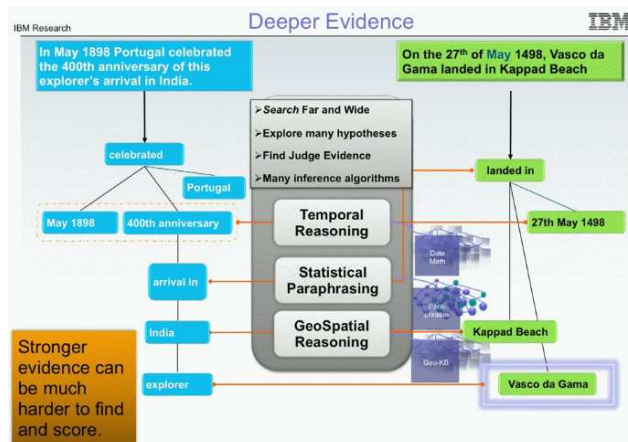 IBM Research
Deeper Evidence
IBM
In May 1898 Portugal celebrated
the 400th anniversary of this
explorer's arrival in India.
On the 27th of May 1498, Vasco da
Gama landed in Kappad Beach
➤Search Far and Wide
➤Explore many hypotheses
➤Find Judge Evidence
➤Many inference algorithms
celebrated
Portugal
landed in
May 1898
400th anniversary
Temporal
Reasoning
27th May 1498
Date
Math
arrival in
Statistical
Paraphrasing
Para-
phrases
India
GeoSpatial
Reasoning
Kappad Beach
Geo-KB
Stronger
evidence can
be much
harder to find
and score.
explorer
Vasco da Gama